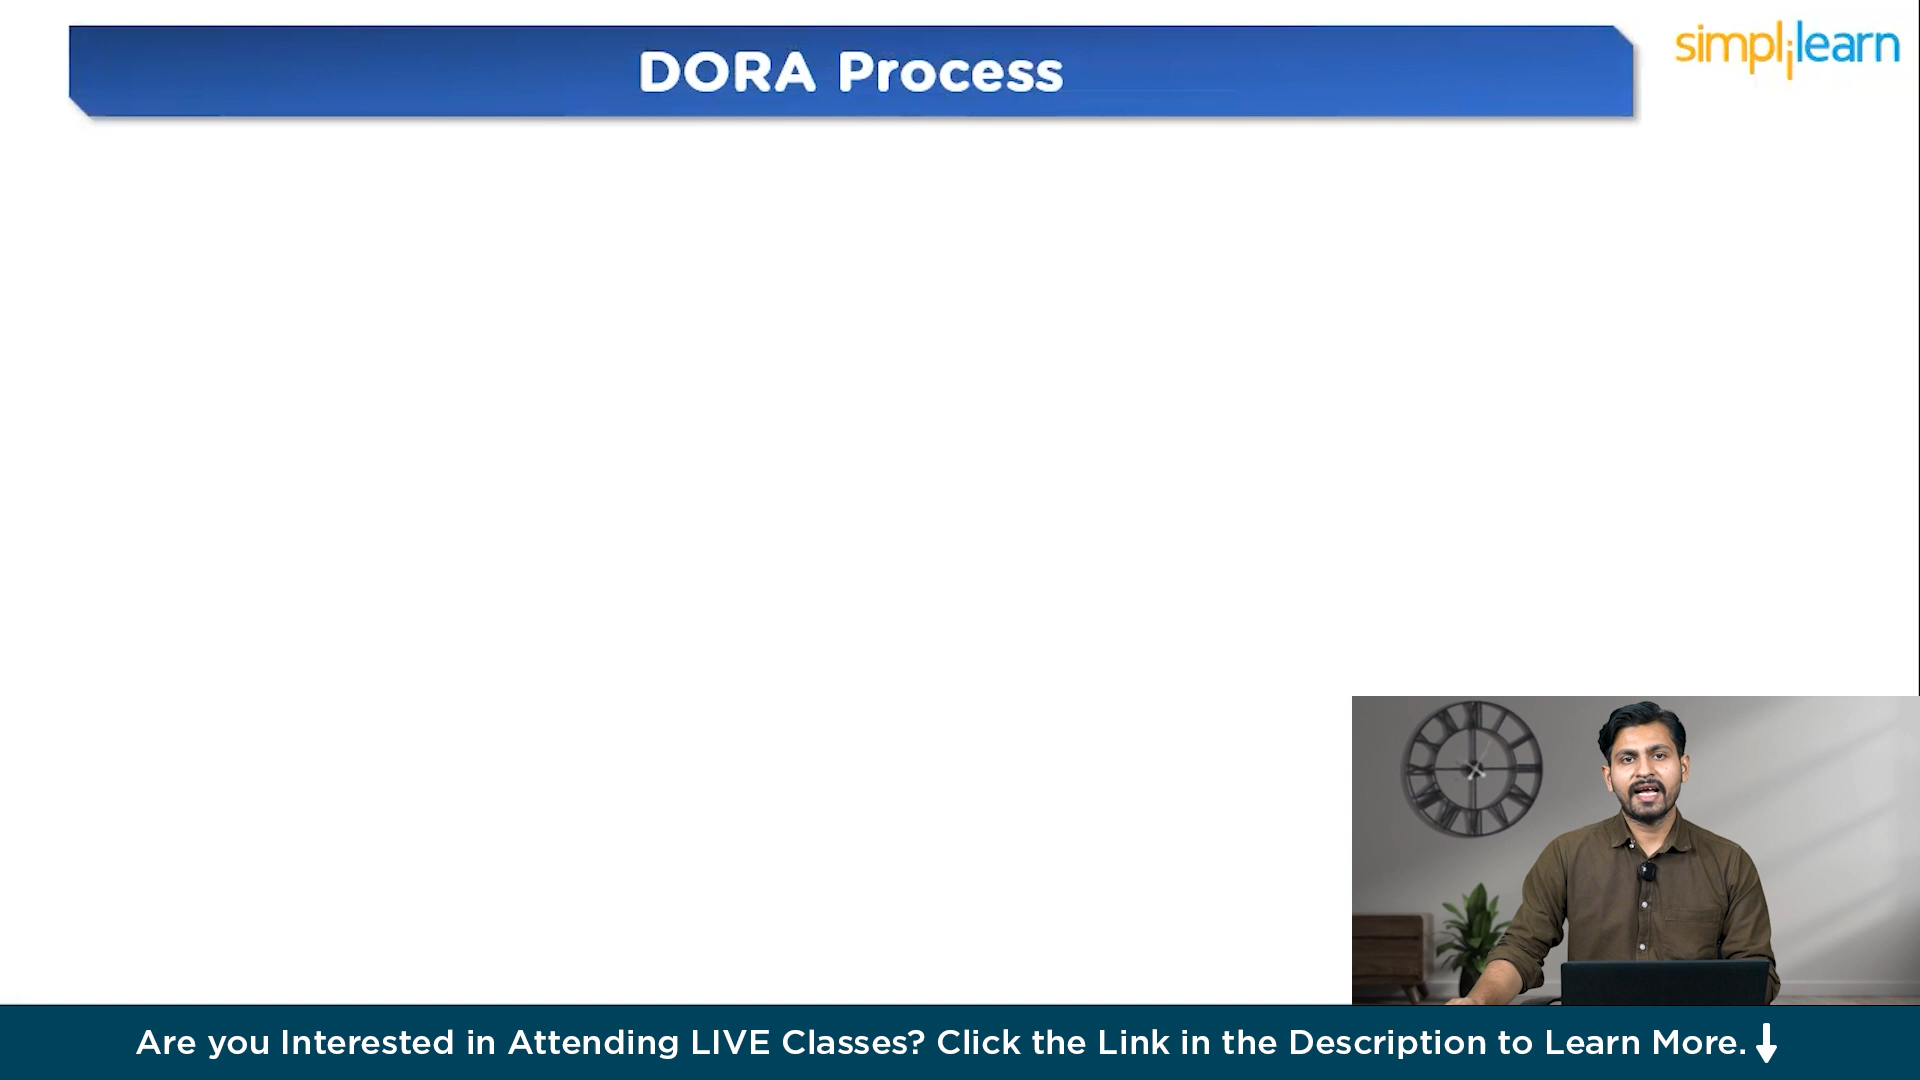 DORA Process
simplilearn
Are you Interested in Attending LIVE Classes? Click the Link in the Description to Learn More.